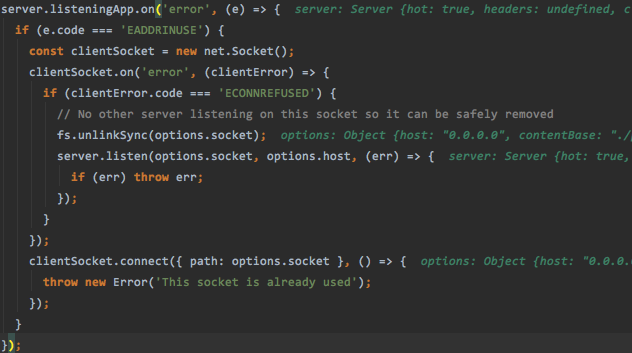 server.listeningApp.on('error', (e) => {  server: Server {hot: true, headers: undefined, c
  if (e.code === 'EADDRINUSE') {
    const clientSocket = new net.Socket();
    clientSocket.on('error', (clientError) => {
      if (clientError.code === 'ECONNREFUSED') {
        // No other server listening on this socket so it can be safely removed
        fs.unlinkSync(options.socket);  options: Object {host: "0.0.0.0", contentBase: "./
        server.listen(options.socket, options.host, (err) => {  server: Server {hot: true,
          if (err) throw err;
        });
      }
    });
    clientSocket.connect({ path: options.socket }, () => {  options: Object {host: "0.0.0.
      throw new Error('This socket is already used');
    });
  }
});